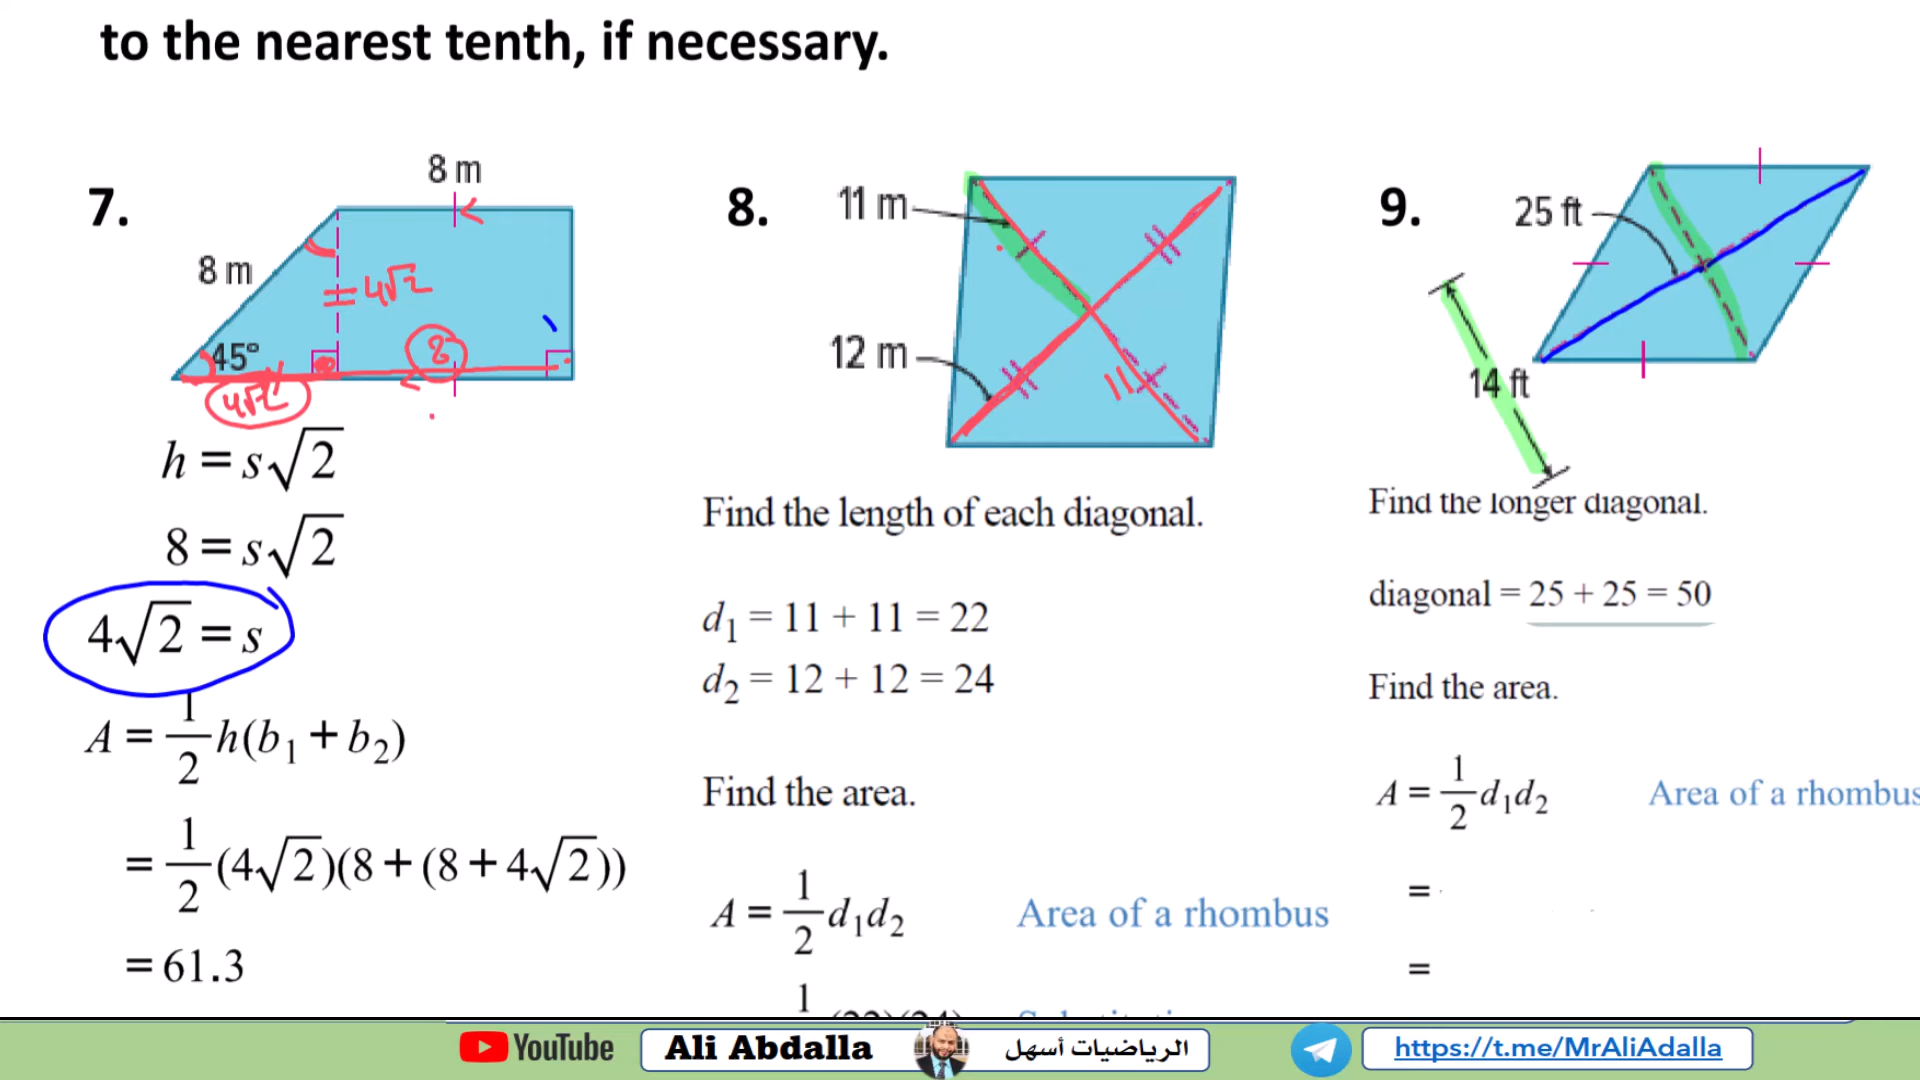 to the nearest tenth, if necessary.
7.
8 m
8 m
45°
=4√2
8
4√2
h = s√2
8 = s√2
4√2 = s
A = 1/2 h(b₁ + b₂)
= 1/2 (4√2)(8 + (8 + 4√2))
= 61.3
8.
11 m
12 m
11
Find the length of each diagonal.
d₁ = 11 + 11 = 22
d₂ = 12 + 12 = 24
Find the area.
A = 1/2 d₁d₂ Area of a rhombus
9.
25 ft
14 ft
Find the longer diagonal.
diagonal = 25 + 25 = 50
Find the area.
A = 1/2 d₁d₂ Area of a rhombus
=
=
YouTube
Ali Abdalla
الرياضيات أسهل
https://t.me/MrAliAdalla